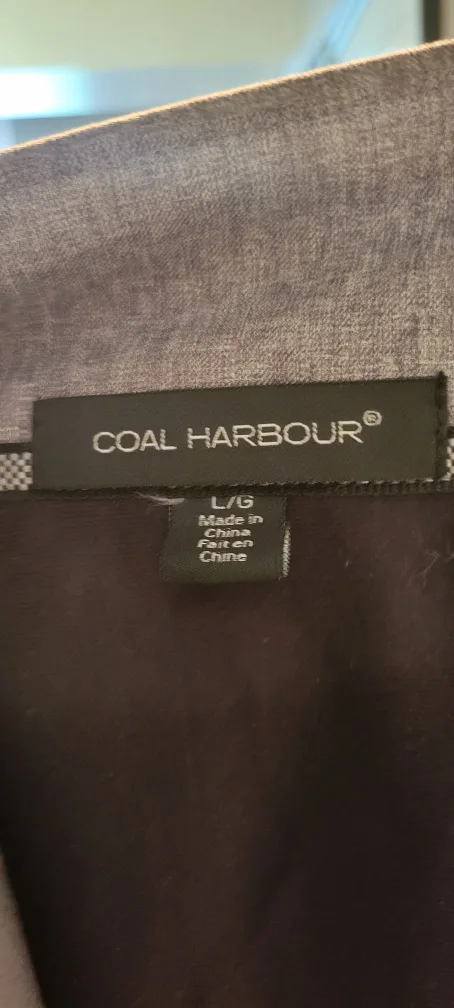 COAL HARBOUR®
L/G
Made in
China
Fait en
Chine